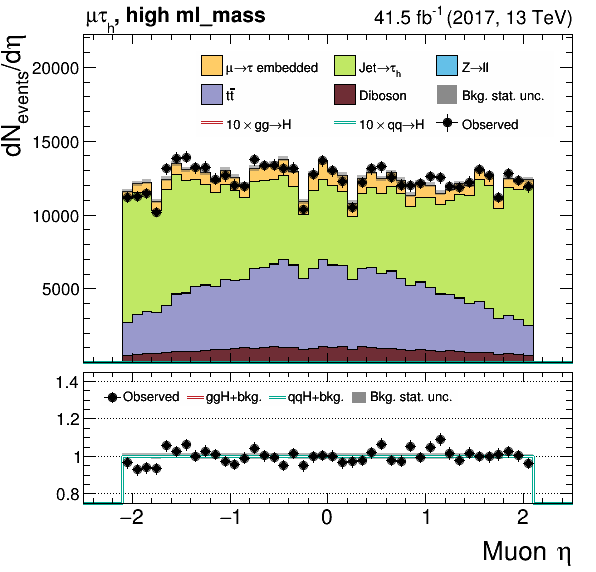 μτh, high ml_mass 41.5 fb⁻¹ (2017, 13 TeV)
dNevents/dη
20000
15000
10000
5000
μ→τ embedded Jet→τh Z→ll
tt̄ Diboson Bkg. stat. unc.
10 × gg→H 10 × qq→H Observed
1.4
1.2
1
0.8
Observed ggH+bkg. qqH+bkg. Bkg. stat. unc.
−2 −1 0 1 2
Muon η